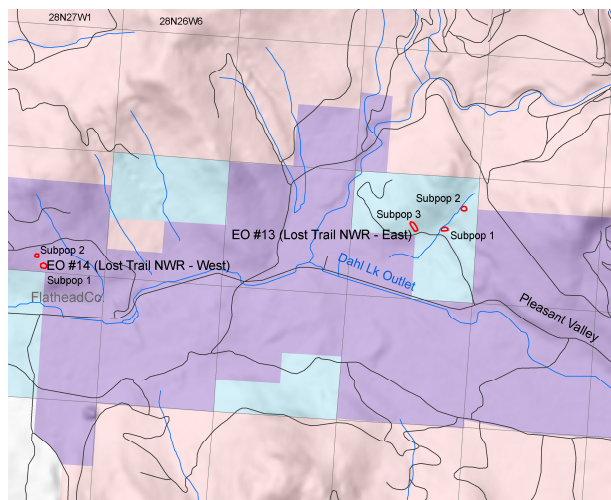 28N27W1
28N26W6
Subpop 2
Subpop 3
EO #13 (Lost Trail NWR - East)
Subpop 1
Subpop 2
EO #14 (Lost Trail NWR - West)
Subpop 1
Dahl Lk Outlet
FlatheadCo.
Pleasant Valley